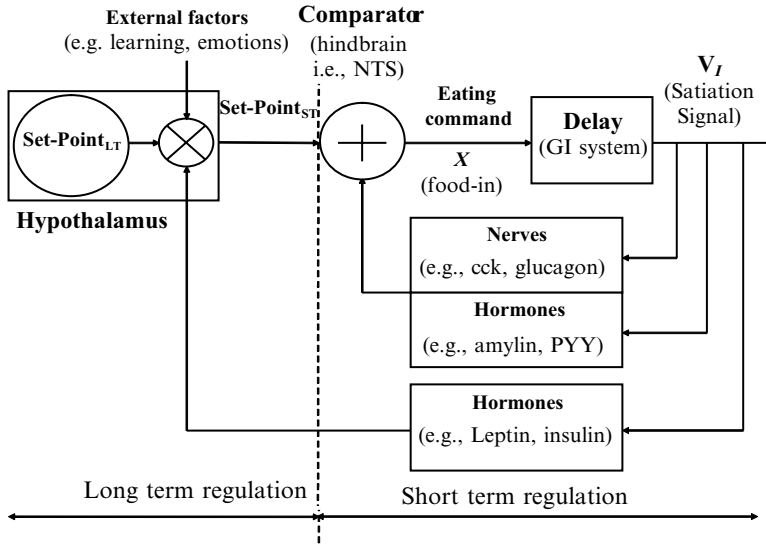 External factors
(e.g. learning, emotions)
Comparator
(hindbrain
i.e., NTS)
Set-Point_LT
Set-Point_ST
Hypothalamus
Eating
command
X
(food-in)
Delay
(GI system)
V_I
(Satiation
Signal)
Nerves
(e.g., cck, glucagon)
Hormones
(e.g., amylin, PYY)
Hormones
(e.g., Leptin, insulin)
Long term regulation
Short term regulation